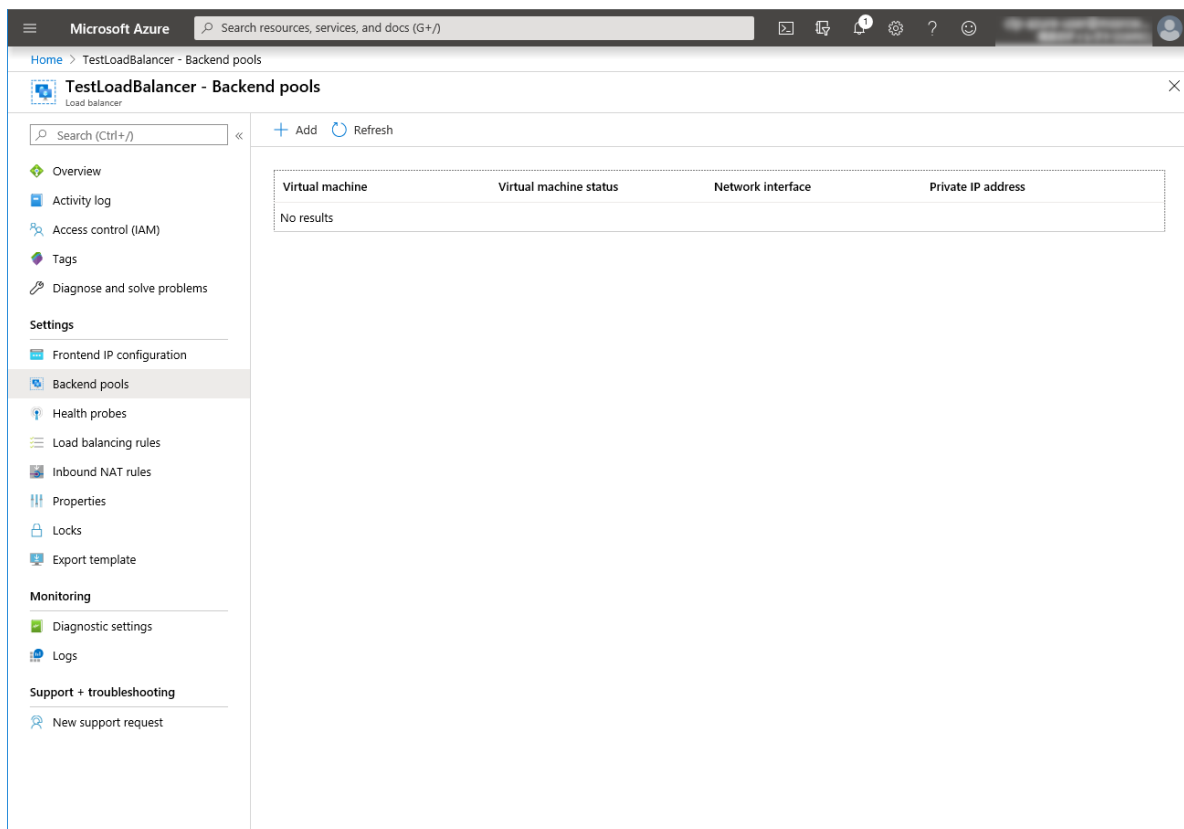 Microsoft Azure
Search resources, services, and docs (G+/)
1
Home > TestLoadBalancer - Backend pools
TestLoadBalancer - Backend pools
Load balancer
Search (Ctrl+/)
«
Add
Refresh
Overview
Activity log
Access control (IAM)
Tags
Diagnose and solve problems
Settings
Frontend IP configuration
Backend pools
Health probes
Load balancing rules
Inbound NAT rules
Properties
Locks
Export template
Monitoring
Diagnostic settings
Logs
Support + troubleshooting
New support request
Virtual machine Virtual machine status Network interface Private IP address
No results